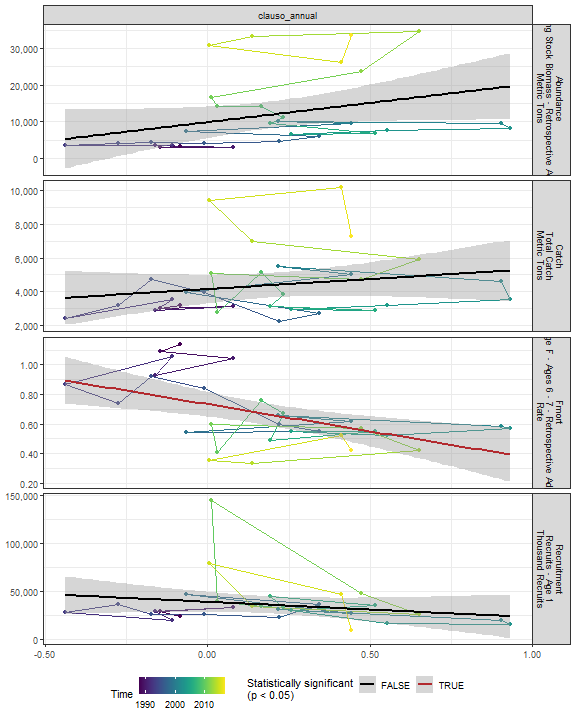 clauso_annual
30,000
20,000
10,000
0
Abundance
ng Stock Biomass - Retrospective A
Metric Tons
10,000
8,000
6,000
4,000
2,000
Catch
Total Catch
Metric Tons
1.00
0.80
0.60
0.40
0.20
Fmort
ge F - Ages 6 - 7 - Retrospective Ad
Rate
150,000
100,000
50,000
0
Recruitment
Recruits - Age 1
Thousand Recruits
-0.50
0.00
0.50
1.00
Time
1990
2000
2010
Statistically significant
(p < 0.05)
FALSE
TRUE